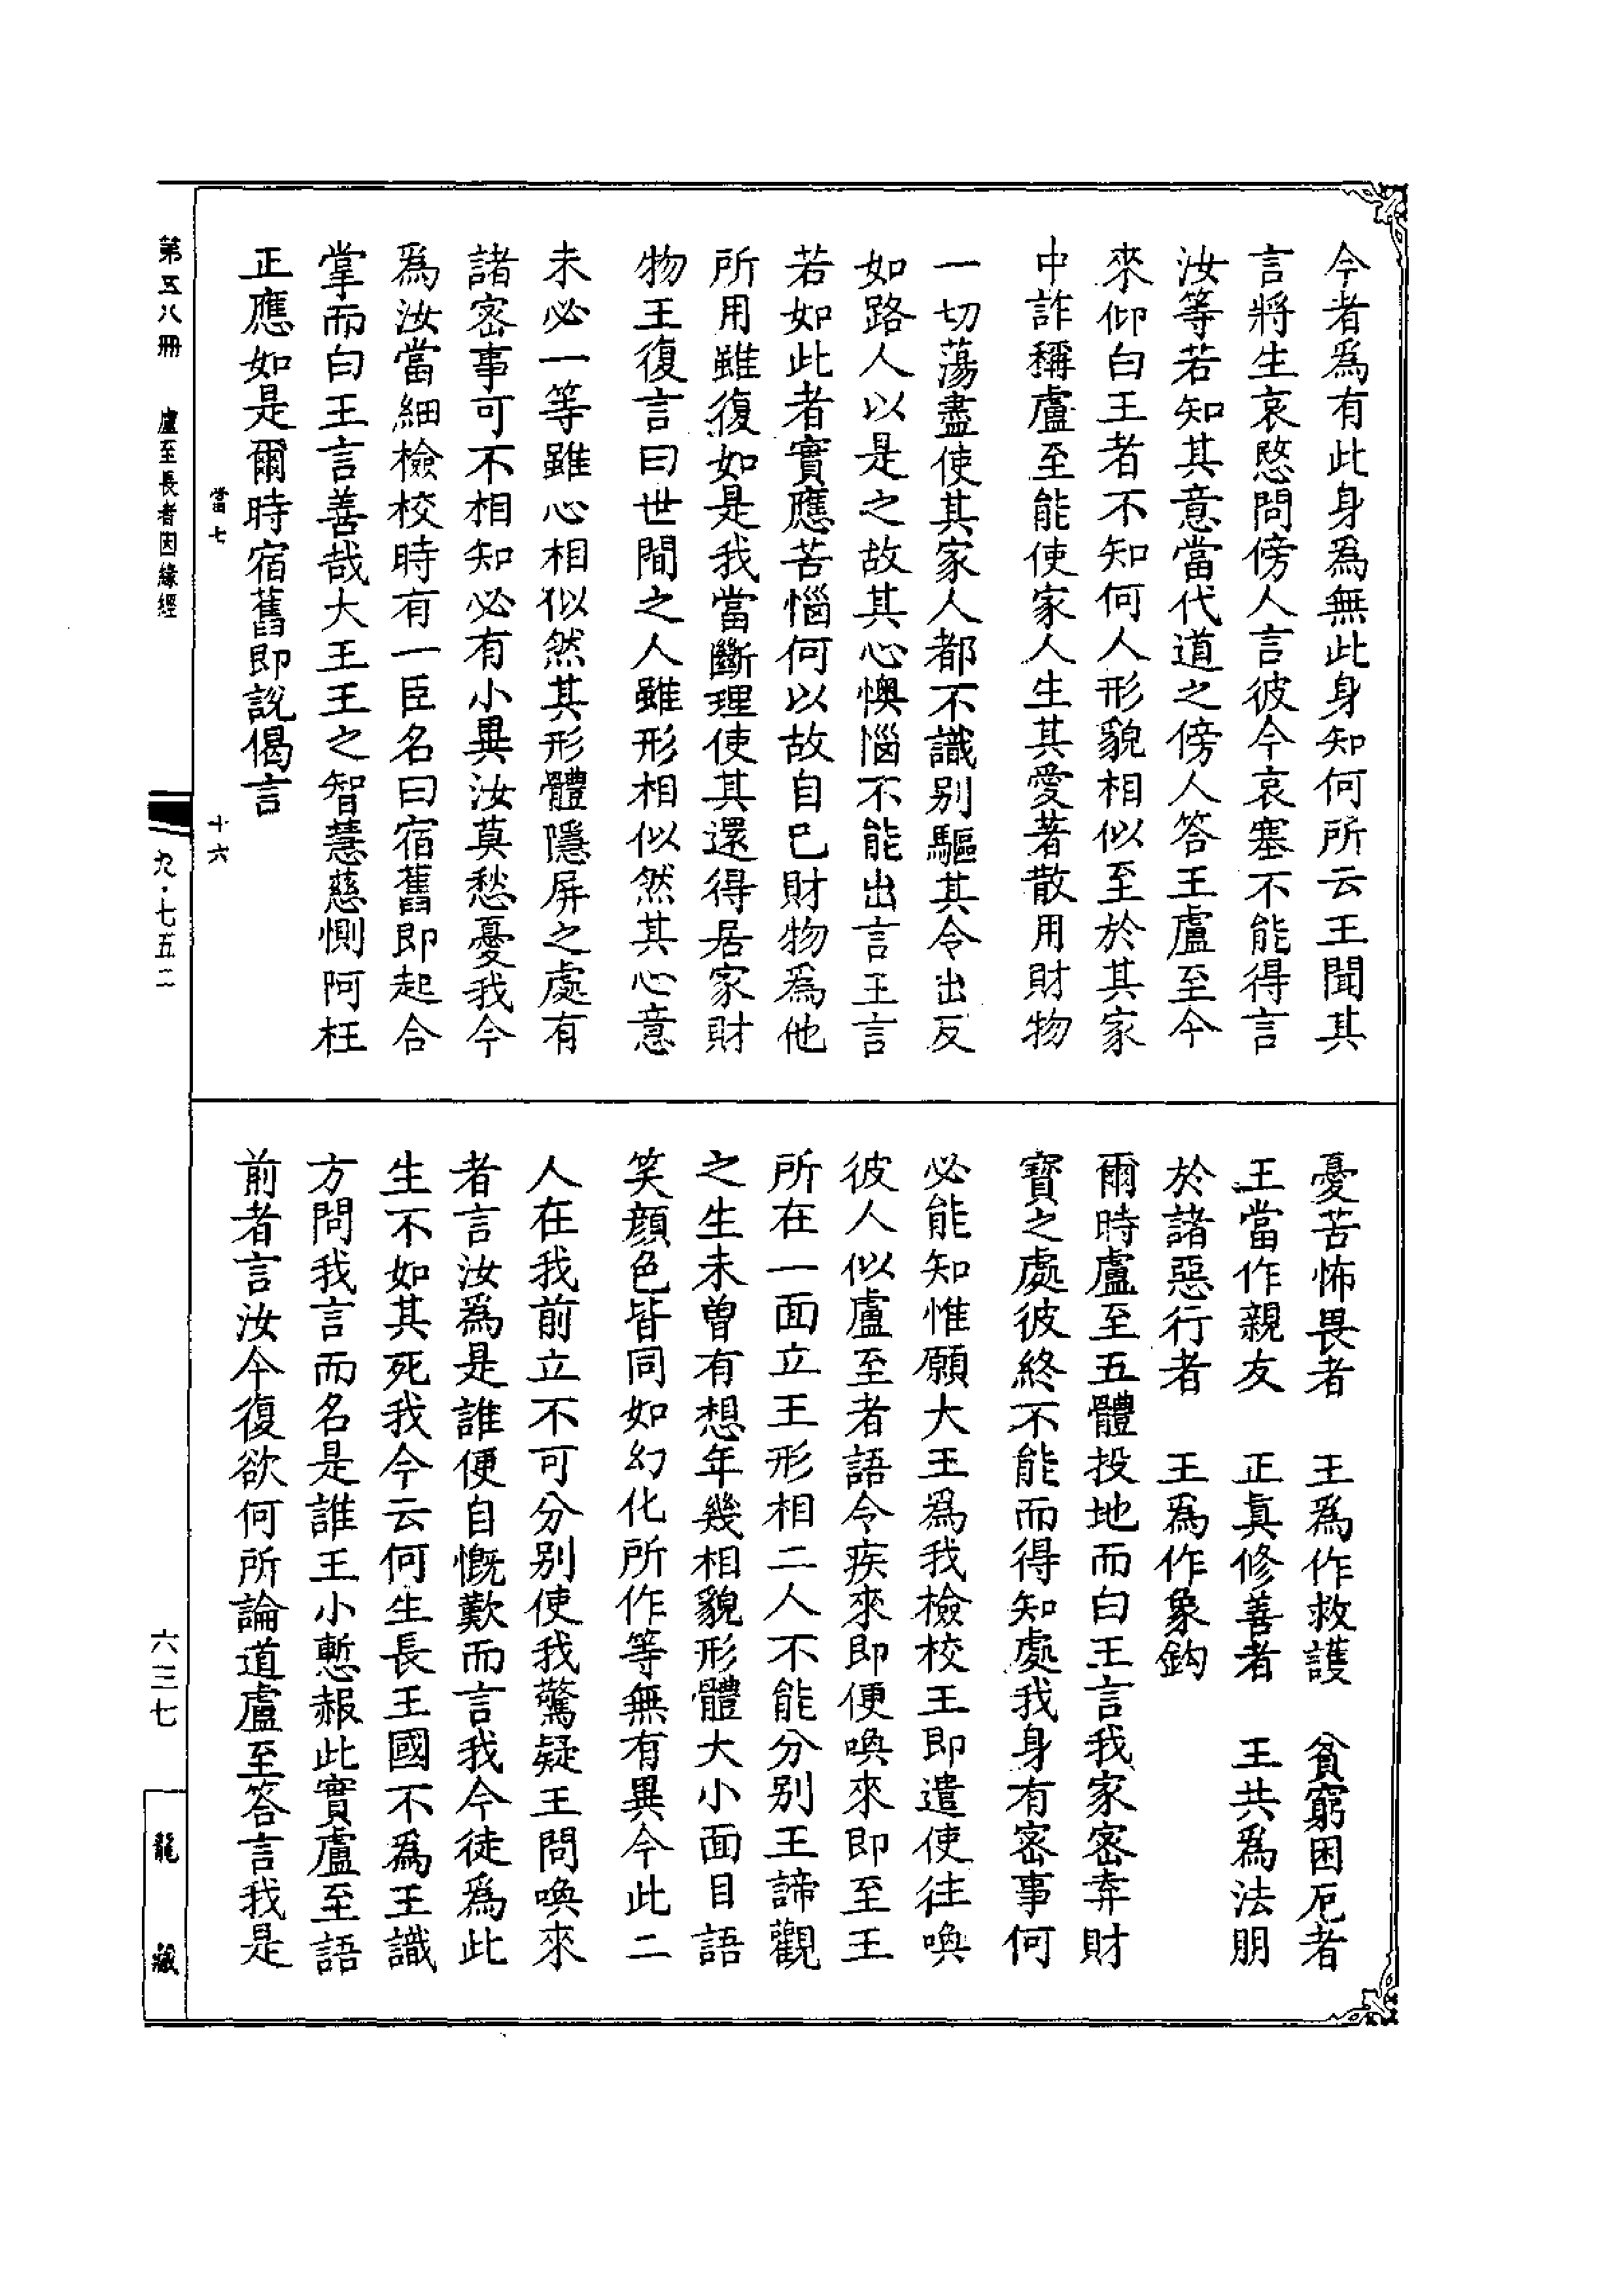 今者爲有此身爲無此身知何所云王聞其
言將生哀愍問傍人言彼今哀塞不能得言
汝等若知其意當代道之傍人答王盧至今
來仰白王者不知何人形貌相似至於其家
中詐稱盧至能使家人生其愛著散用財物
一切蕩盡使其家人都不識別驅其令出反
如路人以是之故其心懊惱不能出言王言
若如此者實應苦惱何以故自已財物爲他
所用雖復如是我當斷理使其還得居家財
物王復言曰世間之人雖形相似然其心意
未必一等雖心相似然其形體隱屏之處有
諸密事可不相知必有小異汝莫愁憂我今
爲汝當細檢校時有一臣名曰宿舊即起合
掌而白王言善哉大王王之智慧慈惻阿枉
正應如是爾時宿舊即說偈言
憂苦怖畏者　王爲作救護　貧窮困厄者
王當作親友　正真修善者　王共爲法朋
於諸惡行者　王爲作象鈎
爾時盧至五體投地而白王言我家密弆財
寶之處彼終不能而得知處我身有密事何
必能知惟願大王爲我檢校王即遣使往喚
彼人似盧至者語令疾來即便喚來即至王
所在一面立王形相二人不能分別王諦觀
之生未曾有想年幾相貌形體大小面目語
笑顏色皆同如幻化所作等無有異今此二
人在我前立不可分別使我驚疑王問喚來
者言汝爲是誰便自慨歎而言我今徒爲此
生不如其死我今云何生長王國不爲王識
方問我言而名是誰王小慙赧此實盧至語
前者言汝今復欲何所論道盧至答言我是
第五八冊　盧至長者因緣經
當七
十六
九·七五二
六三七
龍藏